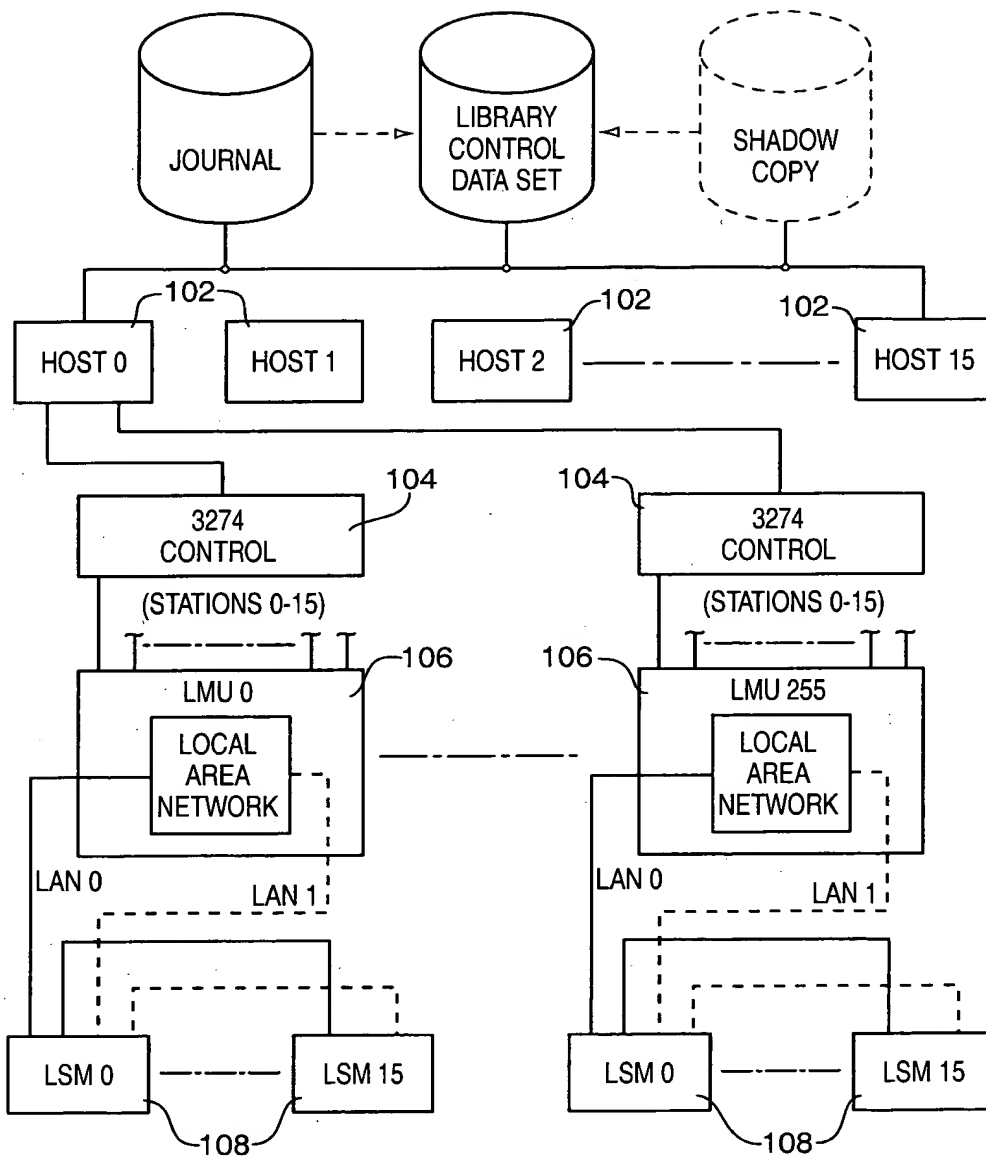 JOURNAL
LIBRARY
CONTROL
DATA SET
SHADOW
COPY
102
102
102
HOST 0
HOST 1
HOST 2
HOST 15
104
104
3274
CONTROL
3274
CONTROL
(STATIONS 0-15)
(STATIONS 0-15)
106
106
LMU 0
LMU 255
LOCAL
AREA
NETWORK
LOCAL
AREA
NETWORK
LAN 0
LAN 1
LAN 0
LAN 1
LSM 0
LSM 15
LSM 0
LSM 15
108
108